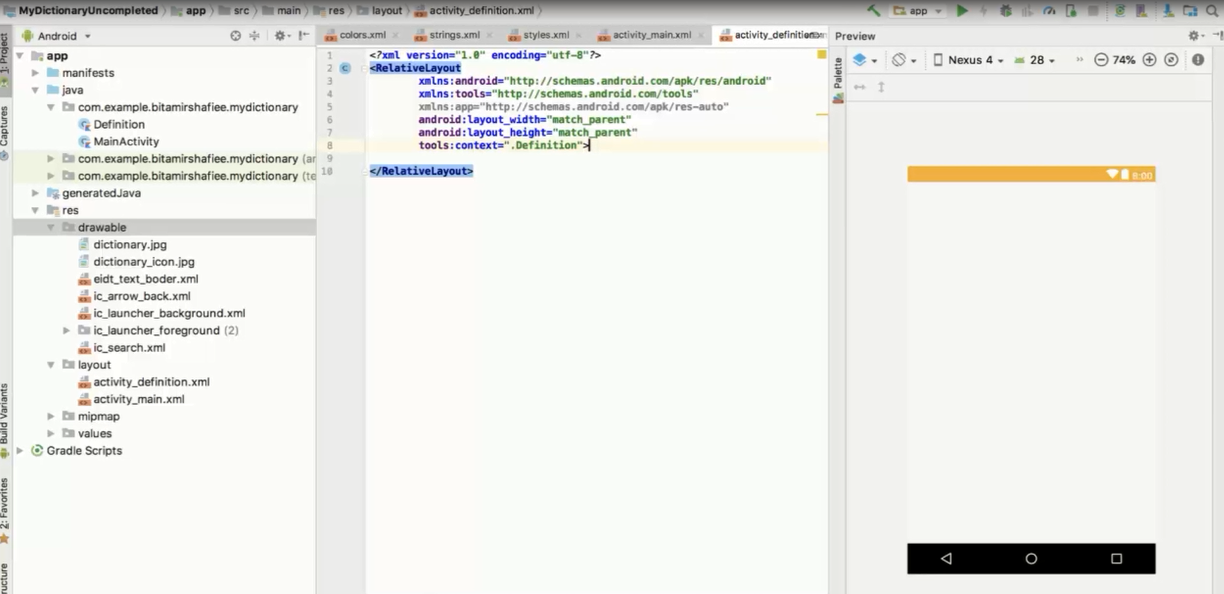 MyDictionaryUncompleted app src main res layout activity_definition.xml app
1: Project
Captures
Build Variants
2: Favorites
Android
app
manifests
java
com.example.bitamirshafiee.mydictionary
Definition
MainActivity
com.example.bitamirshafiee.mydictionary (an
com.example.bitamirshafiee.mydictionary (te
generatedJava
res
drawable
dictionary.jpg
dictionary_icon.jpg
eidt_text_boder.xml
ic_arrow_back.xml
ic_launcher_background.xml
ic_launcher_foreground (2)
ic_search.xml
layout
activity_definition.xml
activity_main.xml
mipmap
values
Gradle Scripts
colors.xml strings.xml styles.xml activity_main.xml activity_definition
1 <?xml version="1.0" encoding="utf-8"?>
2 <RelativeLayout
3 xmlns:android="http://schemas.android.com/apk/res/android"
4 xmlns:tools="http://schemas.android.com/tools"
5 xmlns:app="http://schemas.android.com/apk/res-auto"
6 android:layout_width="match_parent"
7 android:layout_height="match_parent"
8 tools:context=".Definition">
9
10 </RelativeLayout>
Preview
Palette
Nexus 4 28 74%
8:00